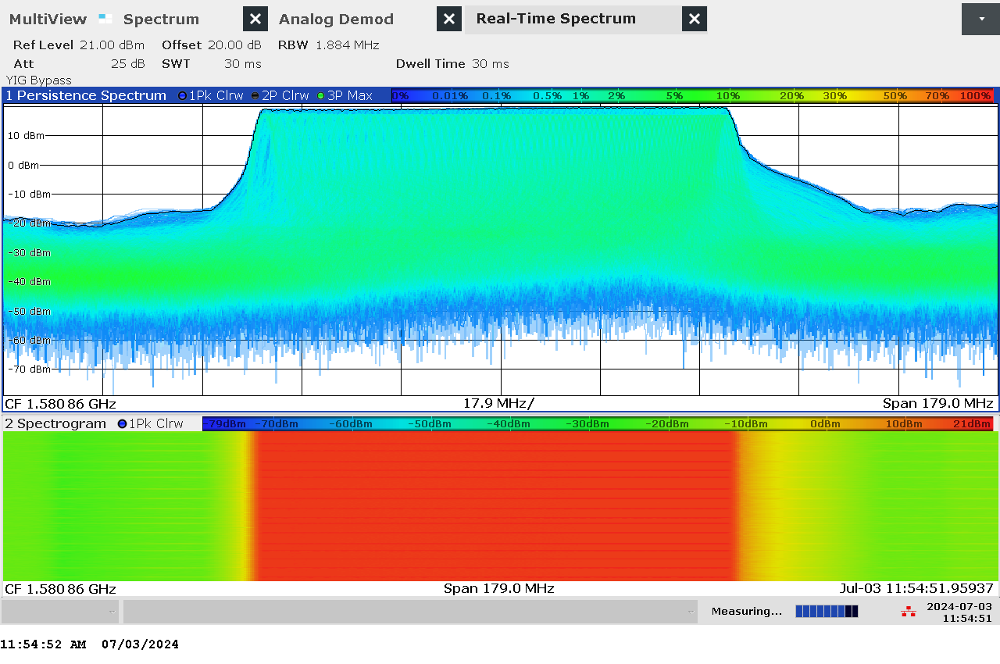 MultiView Spectrum Analog Demod Real-Time Spectrum
Ref Level 21.00 dBm Offset 20.00 dB RBW 1.884 MHz
Att 25 dB SWT 30 ms Dwell Time 30 ms
YIG Bypass
1 Persistence Spectrum 1Pk Clrw 2P Clrw 3P Max 0% 0.01% 0.1% 0.5% 1% 2% 5% 10% 20% 30% 50% 70% 100%
10 dBm
0 dBm
-10 dBm
-20 dBm
-30 dBm
-40 dBm
-50 dBm
-60 dBm
-70 dBm
CF 1.58086 GHz 17.9 MHz/ Span 179.0 MHz
2 Spectrogram 1Pk Clrw -79dBm -70dBm -60dBm -50dBm -40dBm -30dBm -20dBm -10dBm 0dBm 10dBm 21dBm
CF 1.58086 GHz Span 179.0 MHz Jul-03 11:54:51.95937
Measuring... 2024-07-03
11:54:51
11:54:52 AM 07/03/2024